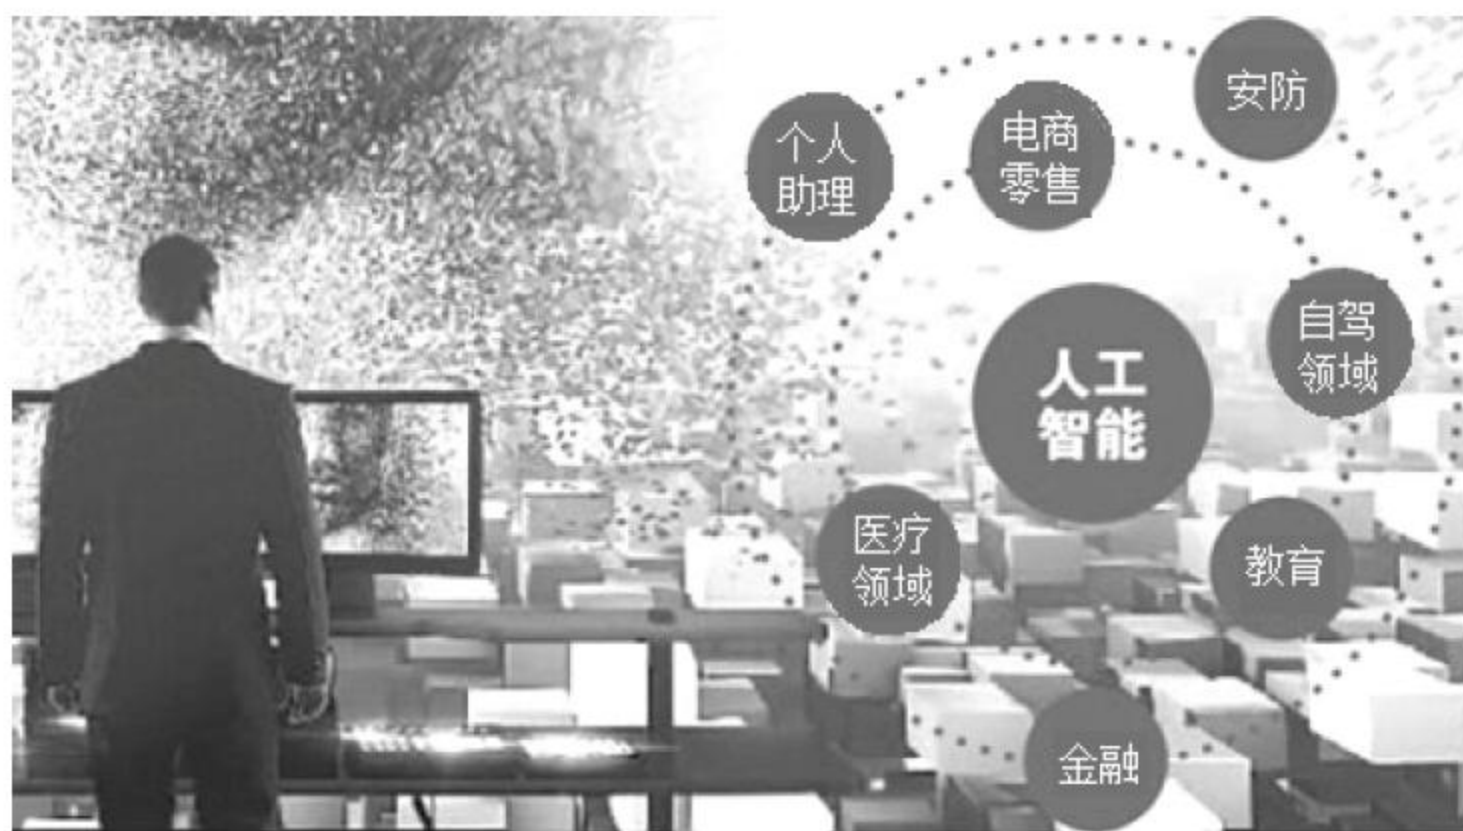 安防
个人
助理
电商
零售
自驾
领域
人工
智能
医疗
领域
教育
金融